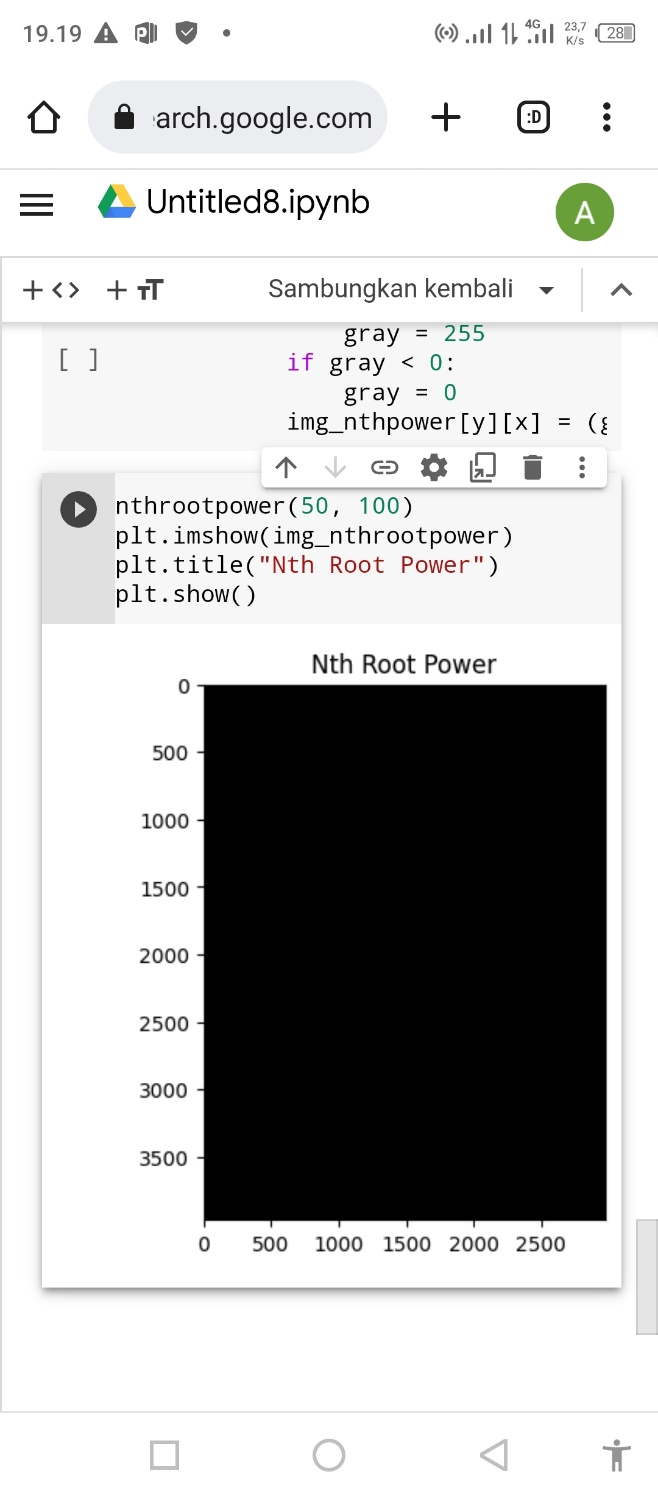 19.19 4G 23,7 K/s 28
arch.google.com :D
Untitled8.ipynb A
+ <> + TT Sambungkan kembali
gray = 255
[ ] if gray < 0:
gray = 0
img_nthpower[y][x] = (g
nthrootpower(50, 100)
plt.imshow(img_nthrootpower)
plt.title("Nth Root Power")
plt.show()
Nth Root Power
0
500
1000
1500
2000
2500
3000
3500
0 500 1000 1500 2000 2500